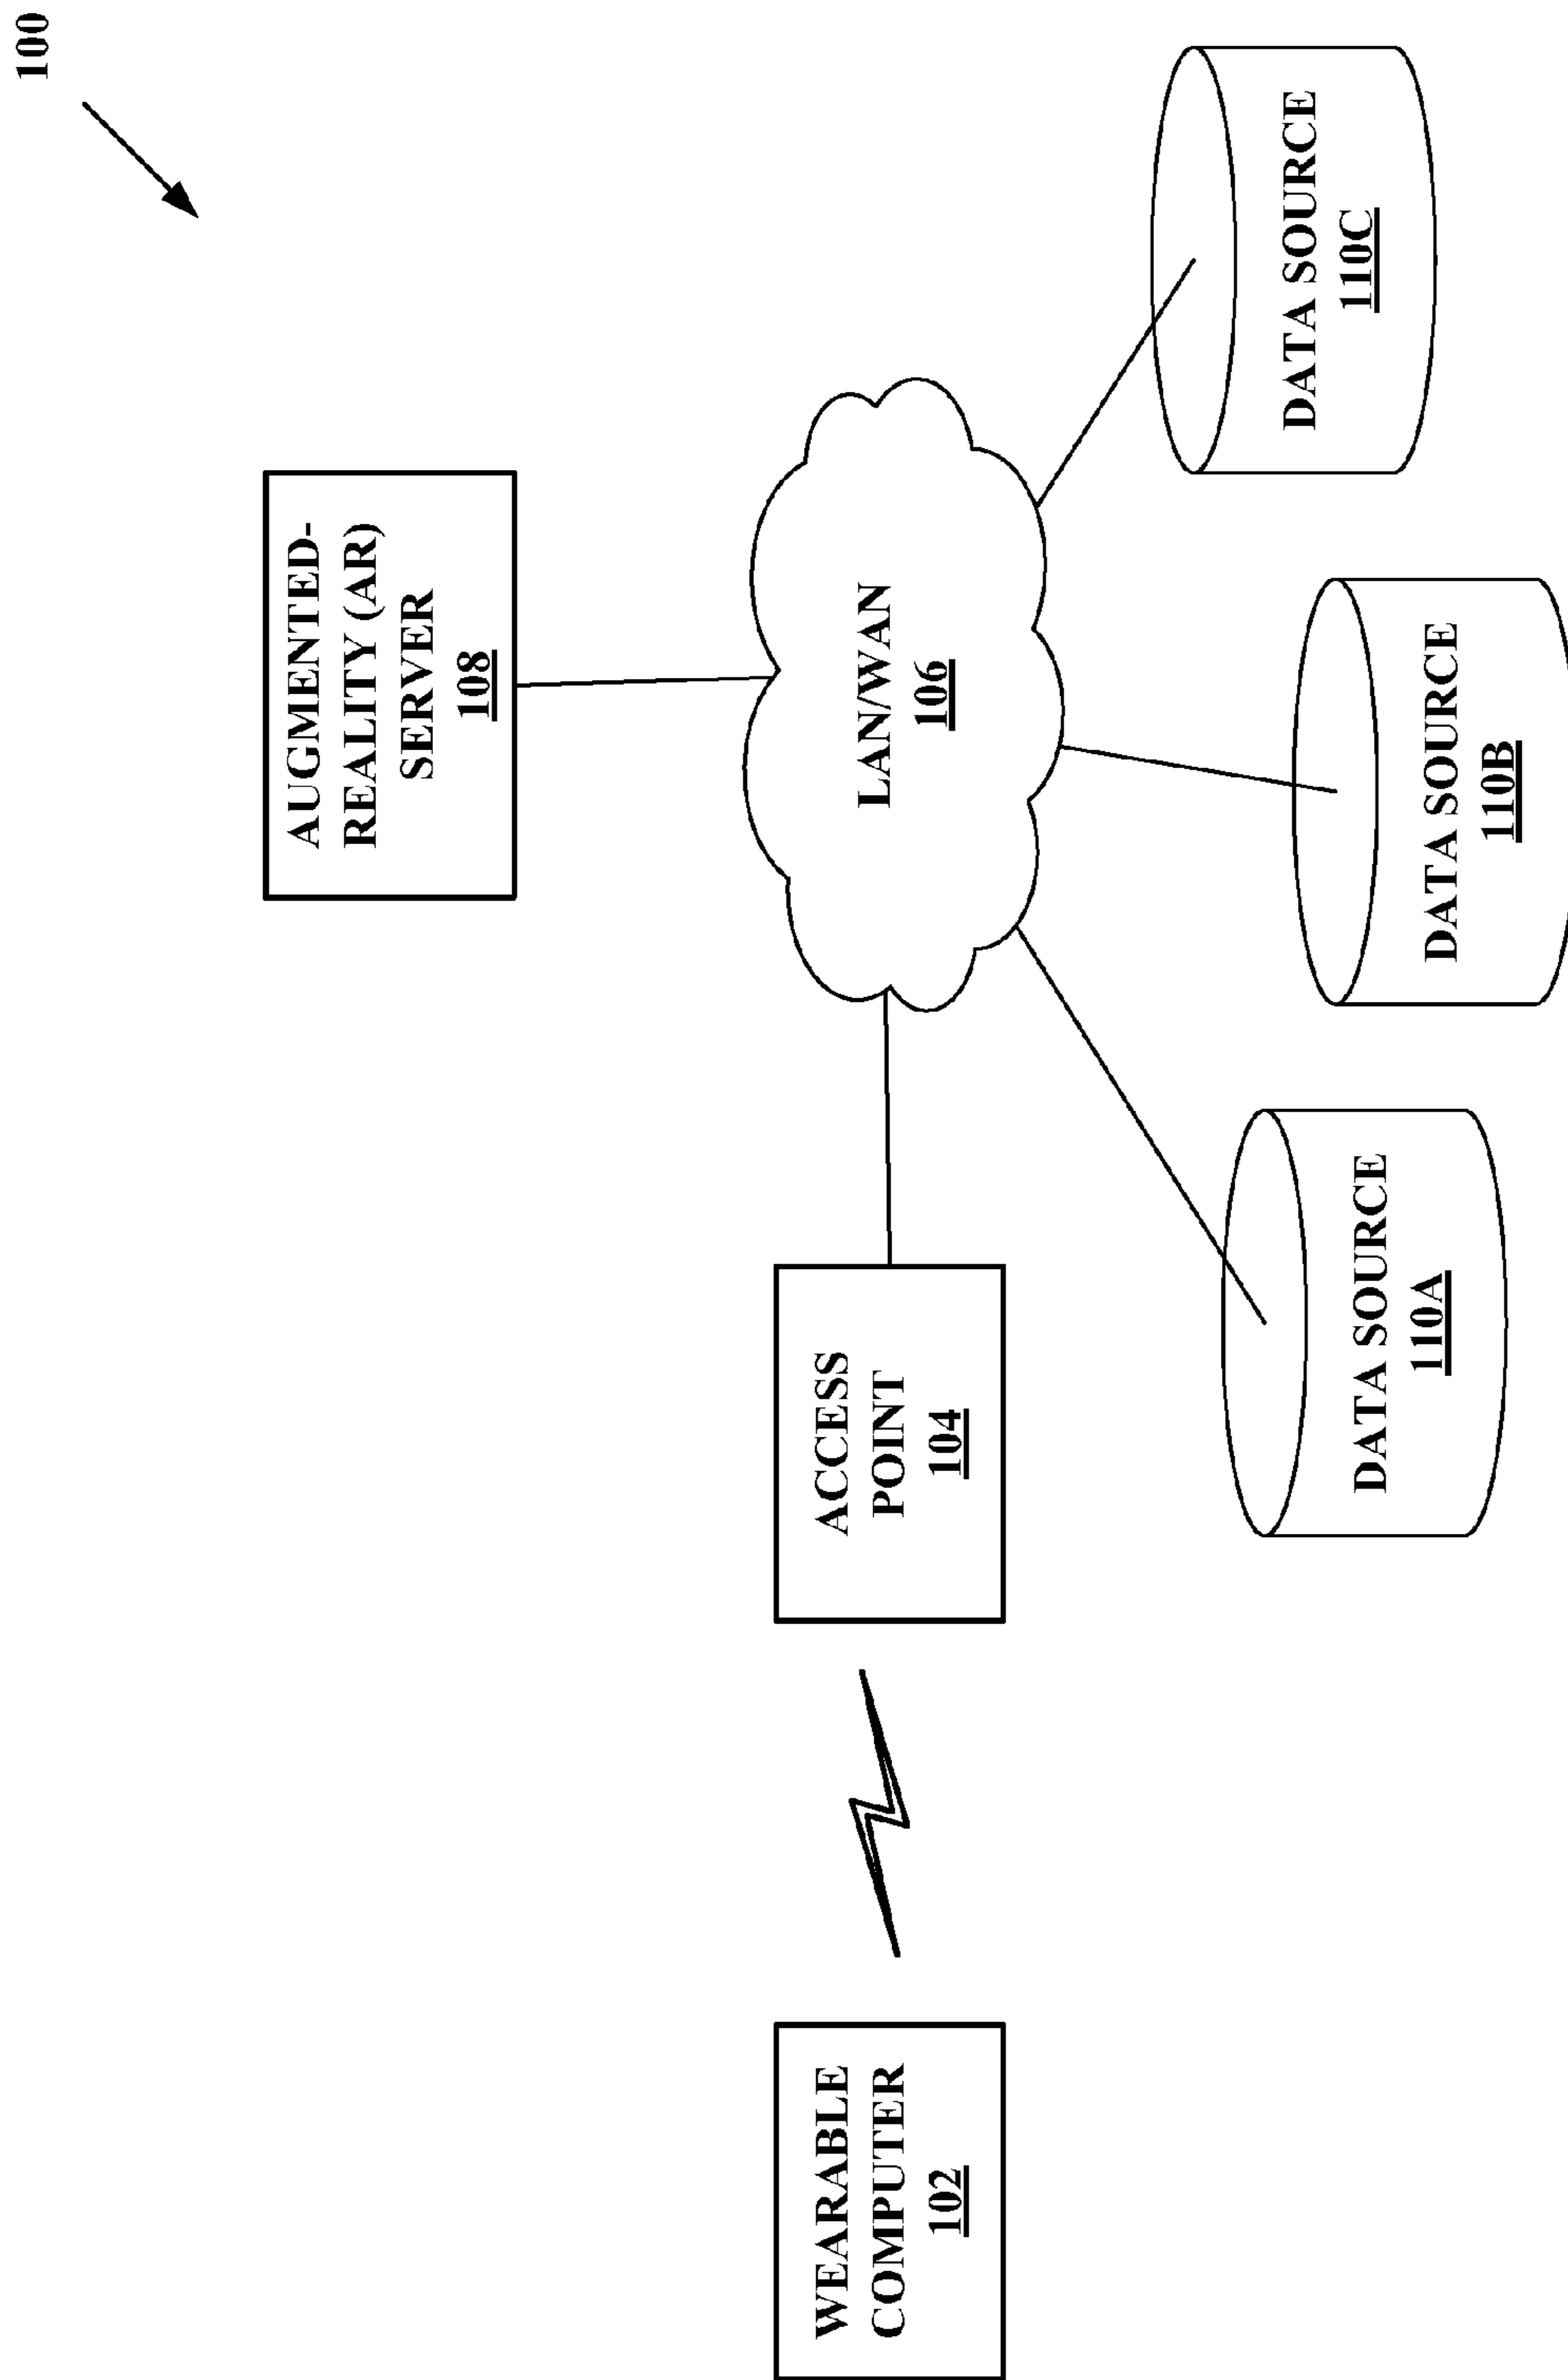 100
AUGMENTED-
REALITY (AR)
SERVER
108
WEARABLE
COMPUTER
102
ACCESS
POINT
104
LAN/WAN
106
DATA SOURCE
110A
DATA SOURCE
110B
DATA SOURCE
110C